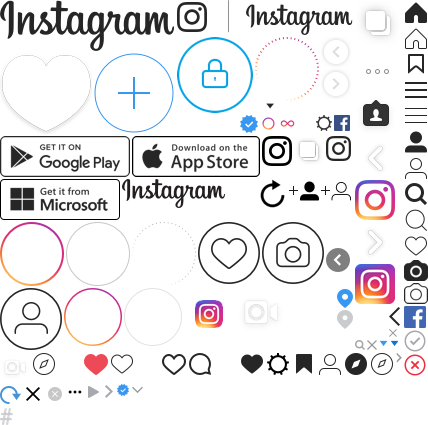 Instagram
Instagram
GET IT ON
Google Play
Download on the
App Store
Get it from
Microsoft
Instagram
#